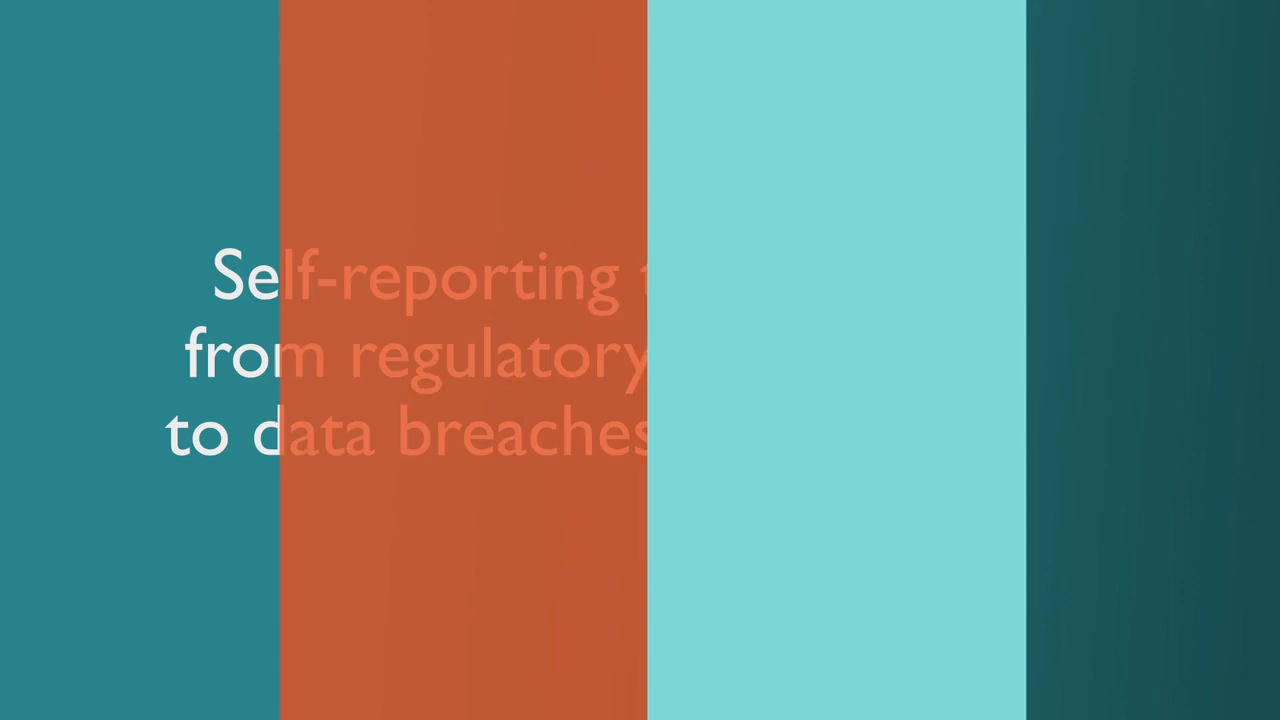 Self-reporting
from regulatory
to data breaches